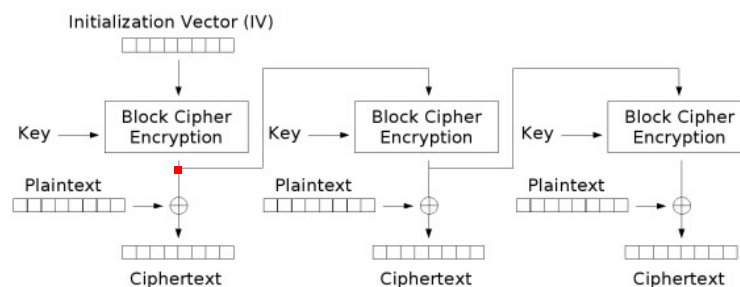 Initialization Vector (IV)
Key
Block Cipher
Encryption
Key
Block Cipher
Encryption
Key
Block Cipher
Encryption
Plaintext
Plaintext
Plaintext
Ciphertext
Ciphertext
Ciphertext